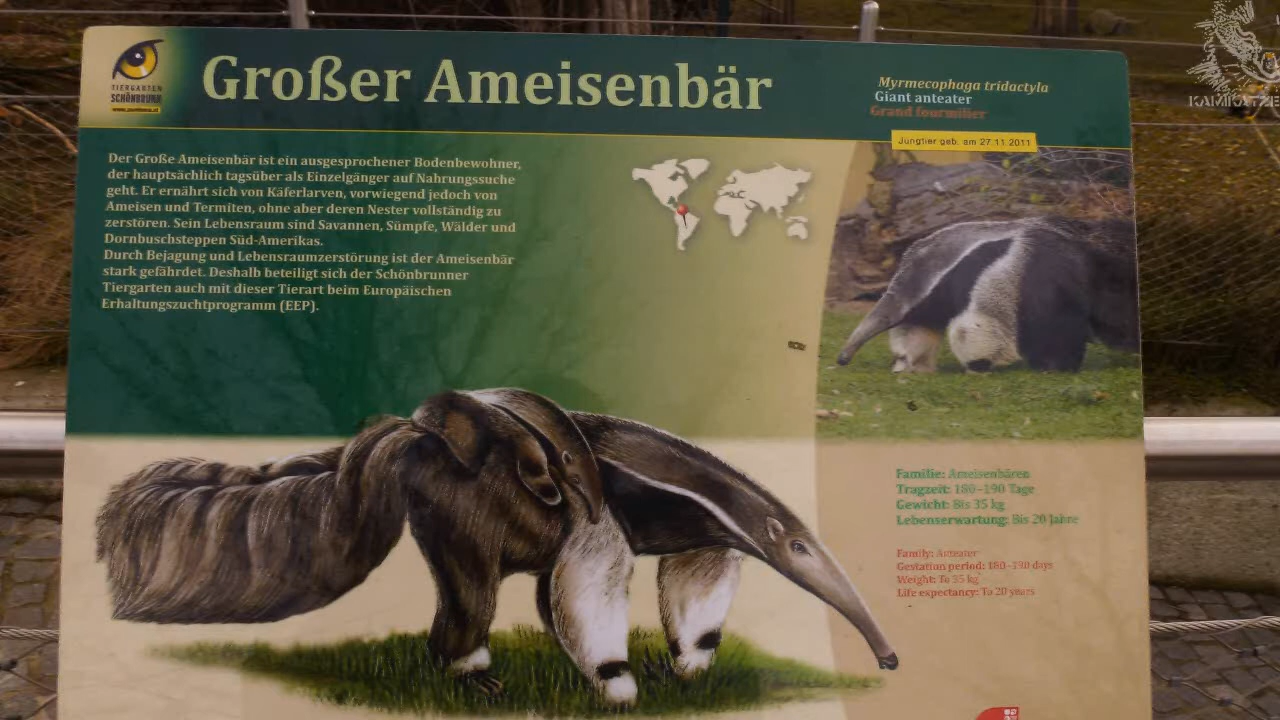 TIERGARTEN
SCHÖNBRUNN
Großer Ameisenbär
Myrmecophaga tridactyla
Giant anteater
Grand fourmilier
KAMIKATZE
Jungtier geb. am 27.11.2011
Der Große Ameisenbär ist ein ausgesprochener Bodenbewohner,
der hauptsächlich tagsüber als Einzelgänger auf Nahrungssuche
geht. Er ernährt sich von Käferlarven, vorwiegend jedoch von
Ameisen und Termiten, ohne aber deren Nester vollständig zu
zerstören. Sein Lebensraum sind Savannen, Sümpfe, Wälder und
Dornbuschsteppen Süd-Amerikas.
Durch Bejagung und Lebensraumzerstörung ist der Ameisenbär
stark gefährdet. Deshalb beteiligt sich der Schönbrunner
Tiergarten auch mit dieser Tierart beim Europäischen
Erhaltungszuchtprogramm (EEP).
Familie: Ameisenbären
Tragzeit: 180-190 Tage
Gewicht: Bis 35 kg
Lebenserwartung: Bis 20 Jahre
Family: Anteater
Gestation period: 180-190 days
Weight: To 35 kg
Life expectancy: To 20 years